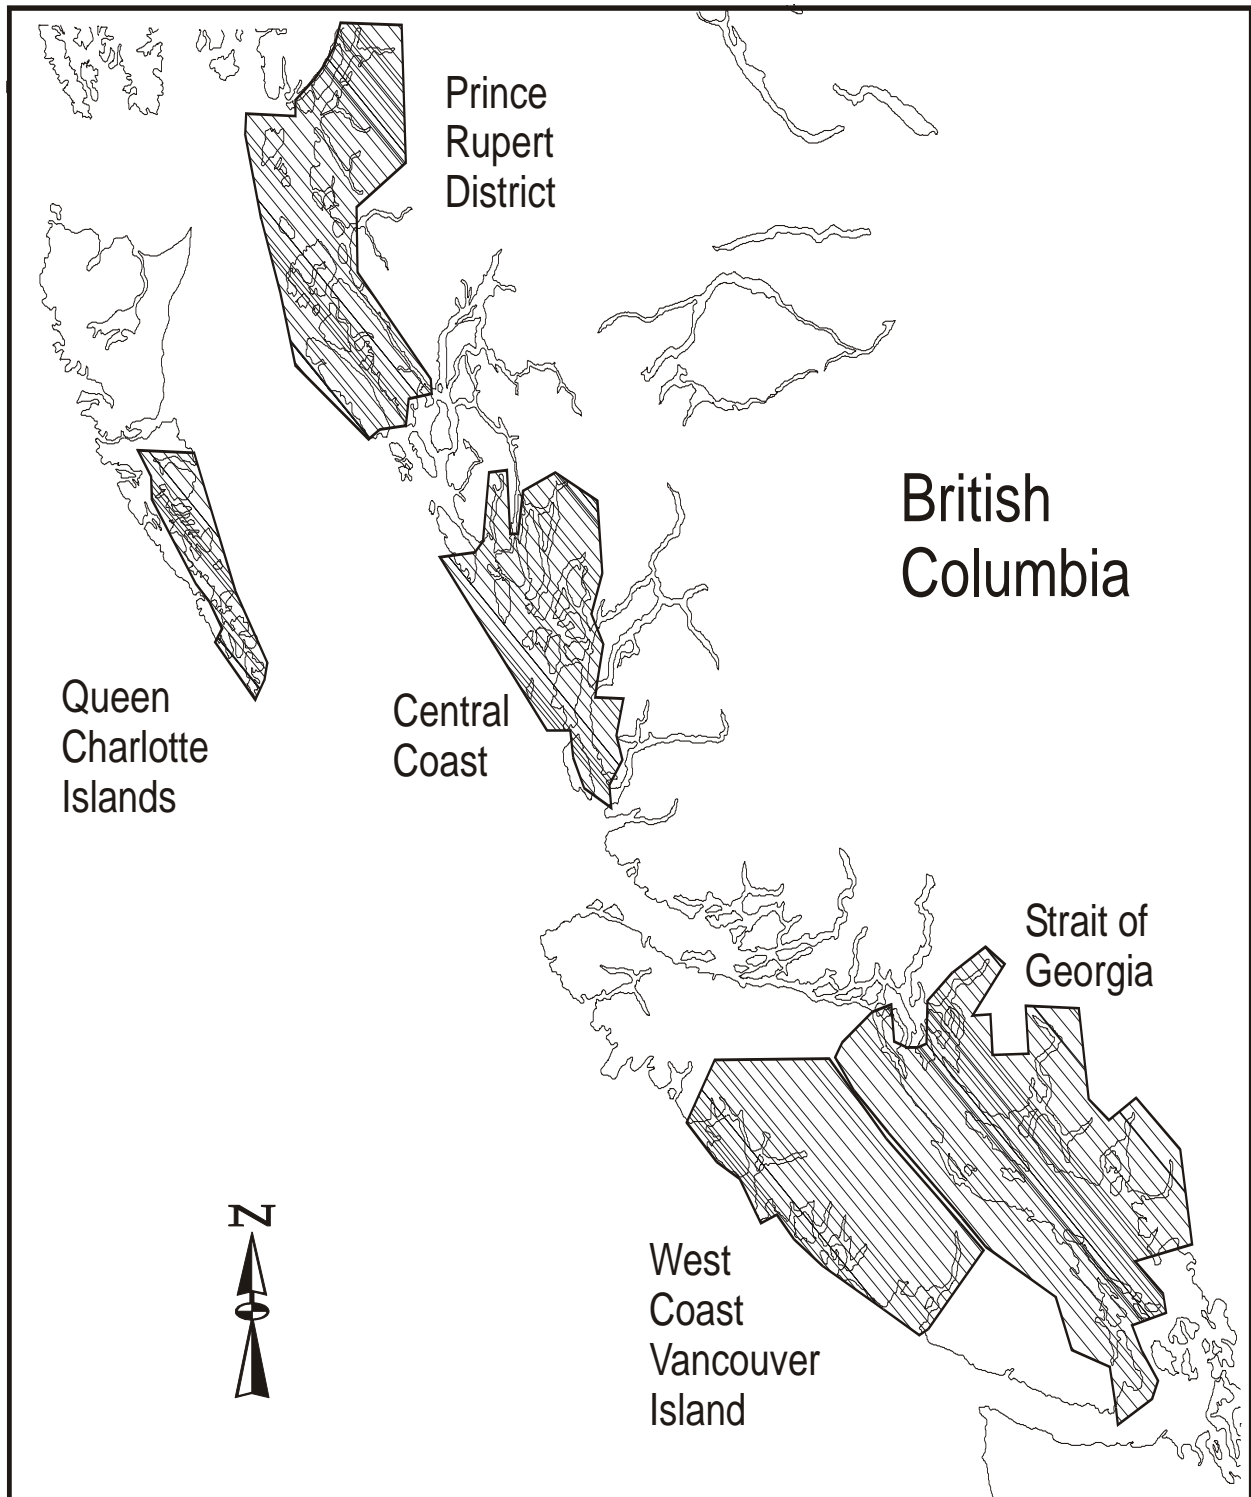 Prince
Rupert
District
British
Columbia
Queen
Charlotte
Islands
Central
Coast
Strait of
Georgia
N
West
Coast
Vancouver
Island